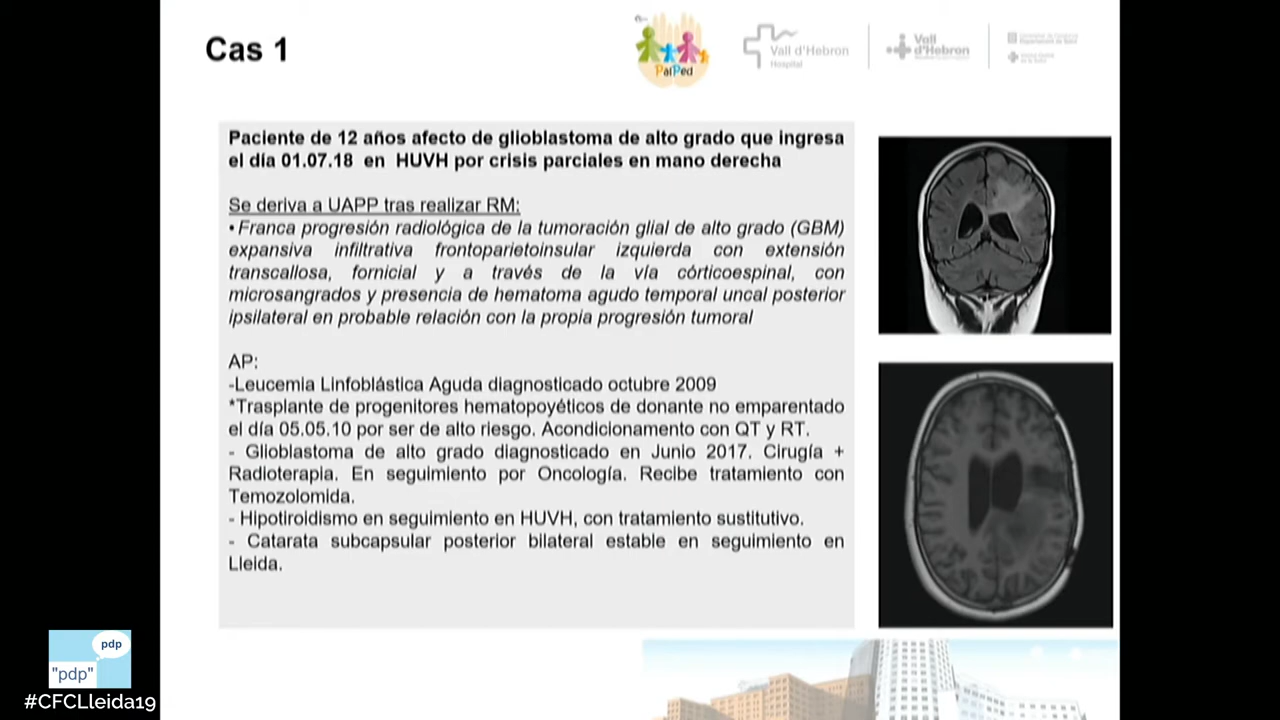 Cas 1
PalPed
Vall d'Hebron
Hospital
Vall
d'Hebron
Paciente de 12 años afecto de glioblastoma de alto grado que ingresa
el día 01.07.18 en HUVH por crisis parciales en mano derecha
Se deriva a UAPP tras realizar RM:
•Franca progresión radiológica de la tumoración glial de alto grado (GBM)
expansiva infiltrativa frontoparietoinsular izquierda con extensión
transcallosa, fornicial y a través de la vía córticoespinal, con
microsangrados y presencia de hematoma agudo temporal uncal posterior
ipsilateral en probable relación con la propia progresión tumoral
AP:
-Leucemia Linfoblástica Aguda diagnosticado octubre 2009
*Trasplante de progenitores hematopoyéticos de donante no emparentado
el día 05.05.10 por ser de alto riesgo. Acondicionamento con QT y RT.
- Glioblastoma de alto grado diagnosticado en Junio 2017. Cirugía +
Radioterapia. En seguimiento por Oncología. Recibe tratamiento con
Temozolomida.
- Hipotiroidismo en seguimiento en HUVH, con tratamiento sustitutivo.
- Catarata subcapsular posterior bilateral estable en seguimiento en
Lleida.
pdp
"pdp"
#CFCLleida19